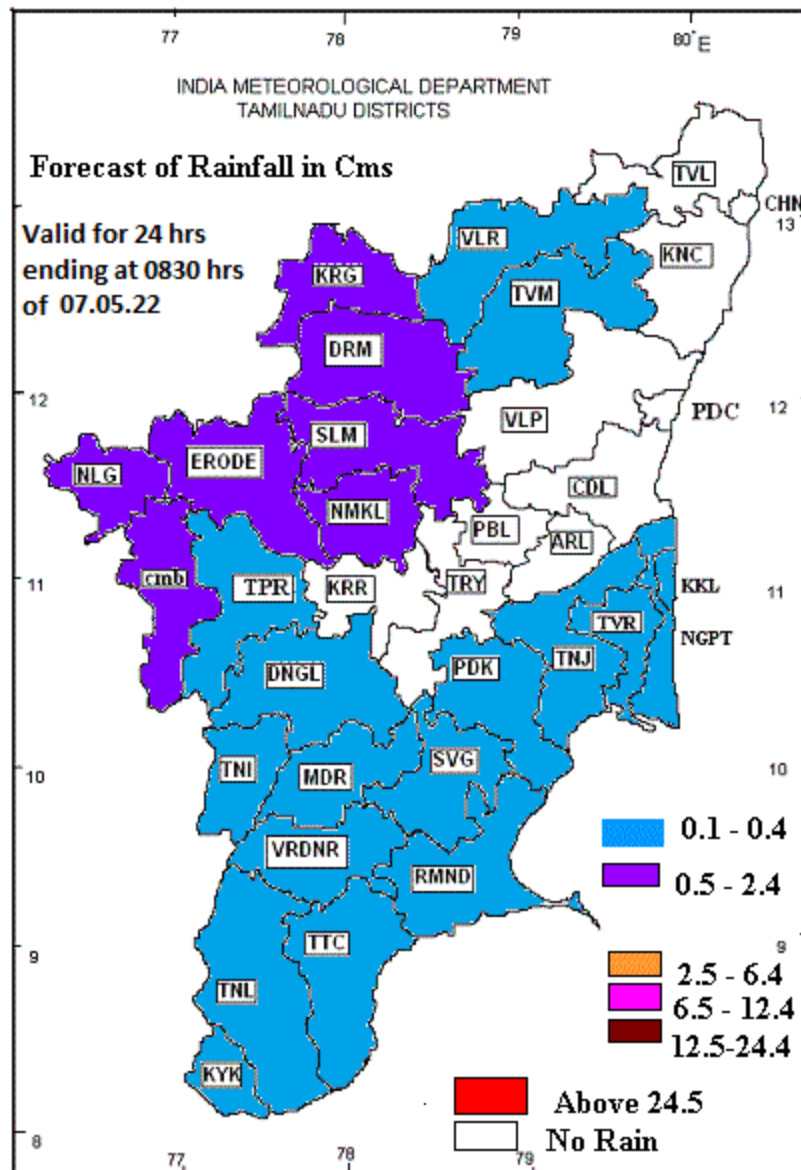 77 78 79 80°E
INDIA METEOROLOGICAL DEPARTMENT
TAMILNADU DISTRICTS
Forecast of Rainfall in Cms
TVL
CHN
13
Valid for 24 hrs
ending at 0830 hrs
of 07.05.22
VLR
KNC
KRG
TVM
DRM
12 12
PDC
VLP
SLM
ERODE
NLG
CDL
NMKL
PBL
ARL
11 cmb TPR KRR TRY KKL 11
TVR
NGPT
DNGL PDK TNJ
10 TNI MDR SVG 10
0.1 - 0.4
VRDNR
RMND
0.5 - 2.4
9 TTC 9
2.5 - 6.4
TNL
6.5 - 12.4
12.5-24.4
KYK
Above 24.5
8 No Rain
77 78 79